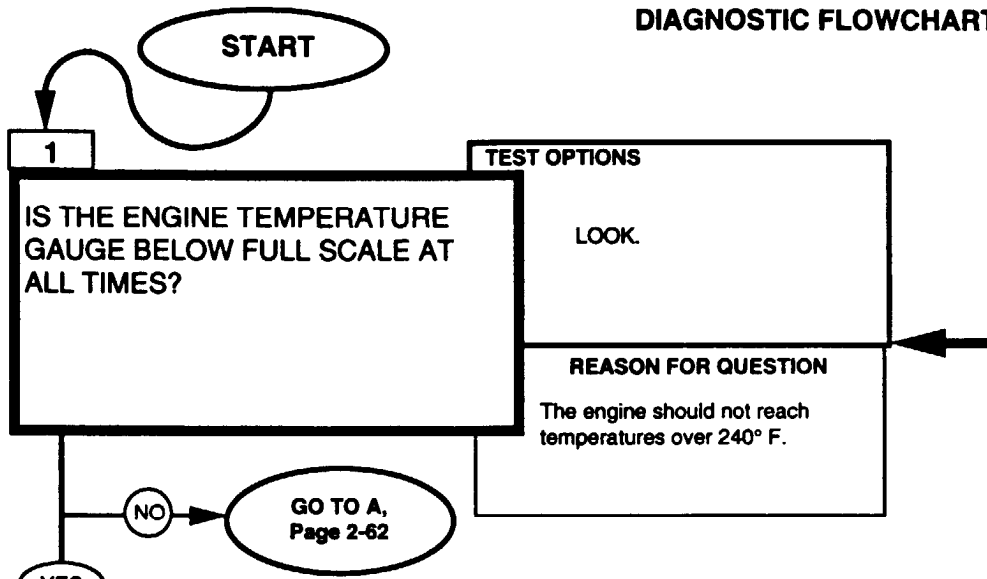 DIAGNOSTIC FLOWCHART
START
1
IS THE ENGINE TEMPERATURE
GAUGE BELOW FULL SCALE AT
ALL TIMES?
TEST OPTIONS
LOOK.
REASON FOR QUESTION
The engine should not reach
temperatures over 240° F.
NO
GO TO A,
Page 2-62
YES